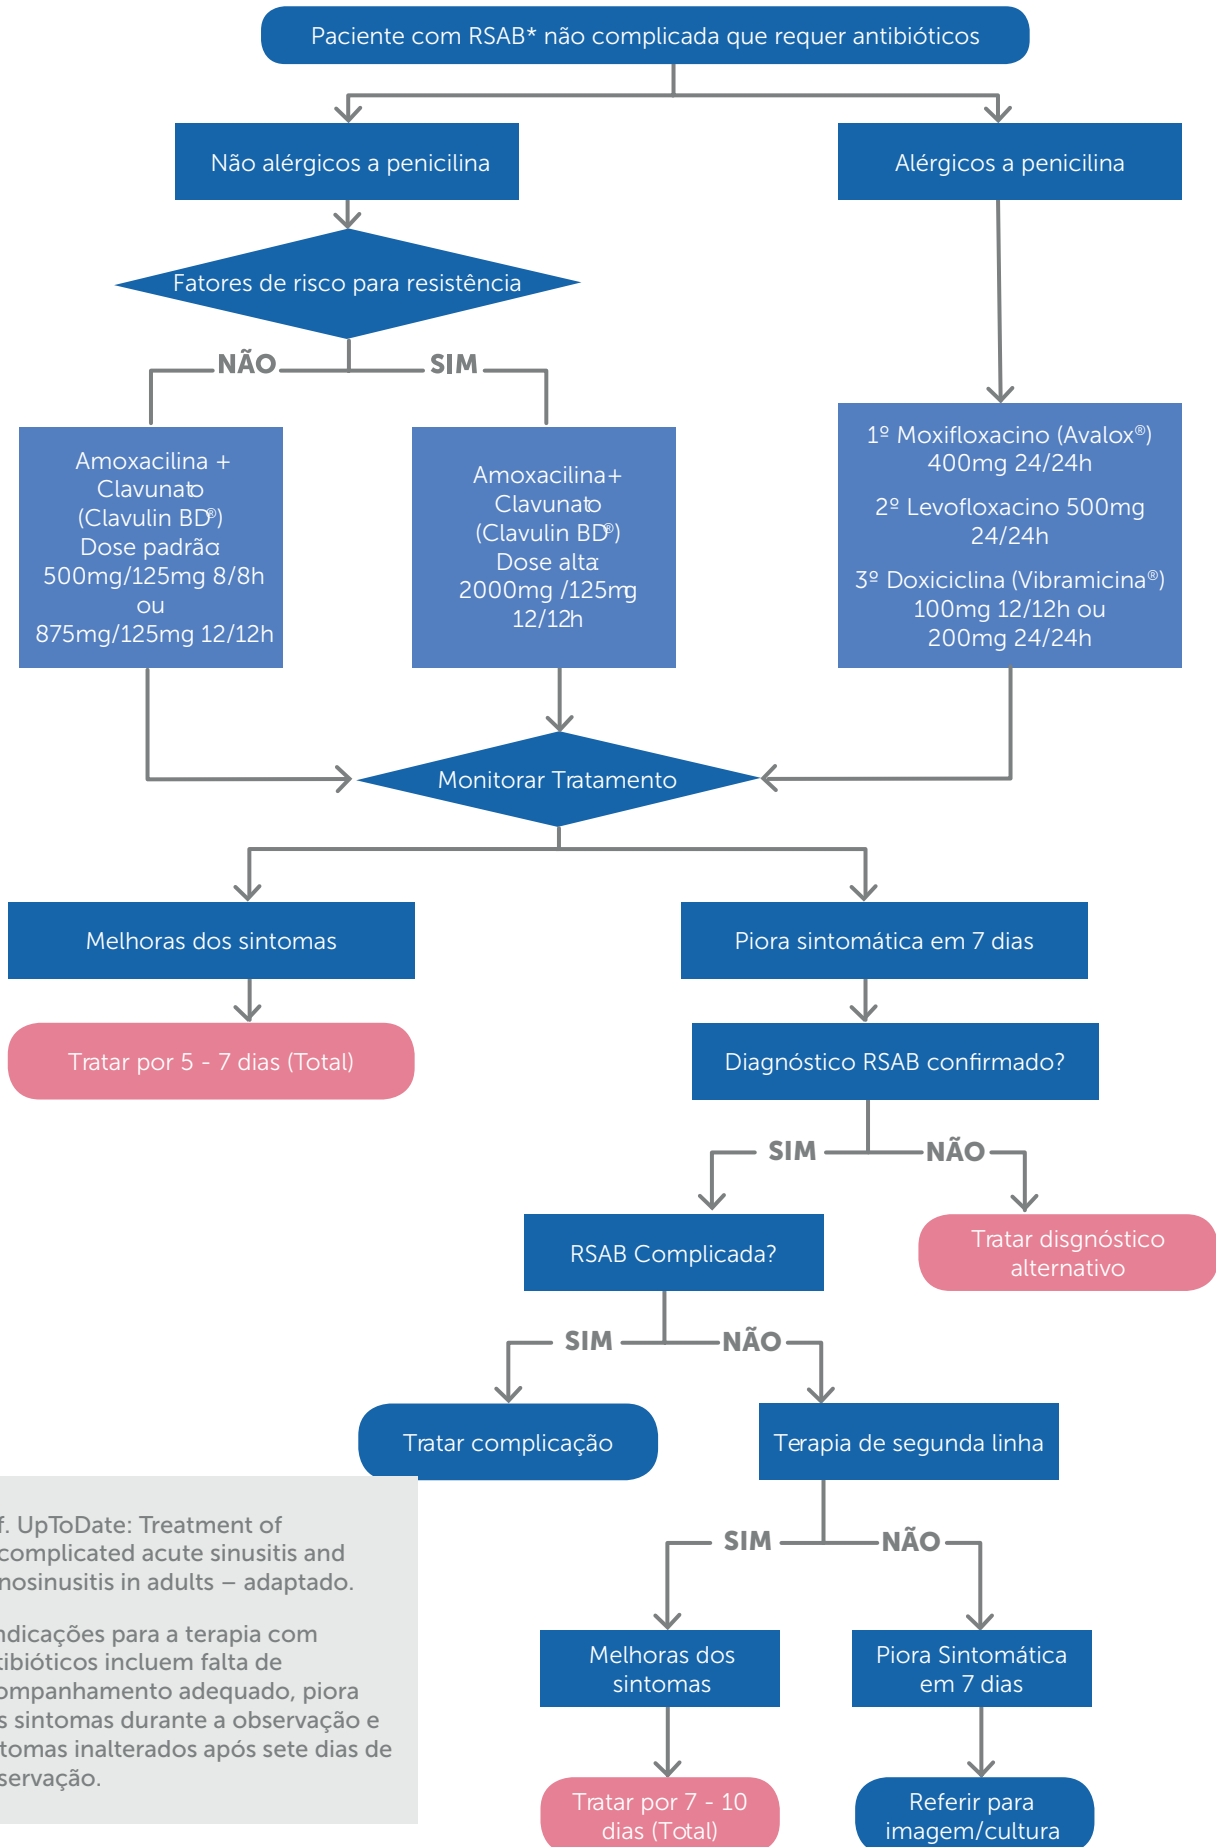 Paciente com RSAB* não complicada que requer antibióticos
Não alérgicos a penicilina
Alérgicos a penicilina
Fatores de risco para resistência
NÃO
SIM
Amoxacilina +
Clavunato
(Clavulin BD®)
Dose padrão:
500mg/125mg 8/8h
ou
875mg/125mg 12/12h
Amoxacilina+
Clavunato
(Clavulin BD®)
Dose alta:
2000mg /125mg
12/12h
1º Moxifloxacino (Avalox®)
400mg 24/24h
2º Levofloxacino 500mg
24/24h
3º Doxiciclina (Vibramicina®)
100mg 12/12h ou
200mg 24/24h
Monitorar Tratamento
Melhoras dos sintomas
Piora sintomática em 7 dias
Tratar por 5 - 7 dias (Total)
Diagnóstico RSAB confirmado?
SIM
NÃO
RSAB Complicada?
Tratar disgnóstico
alternativo
SIM
NÃO
Tratar complicação
Terapia de segunda linha
SIM
NÃO
Melhoras dos
sintomas
Piora Sintomática
em 7 dias
Tratar por 7 - 10
dias (Total)
Referir para
imagem/cultura
f. UpToDate: Treatment of
complicated acute sinusitis and
nosinusitis in adults – adaptado.
ndicações para a terapia com
tibióticos incluem falta de
ompanhamento adequado, piora
s sintomas durante a observação e
tomas inalterados após sete dias de
servação.